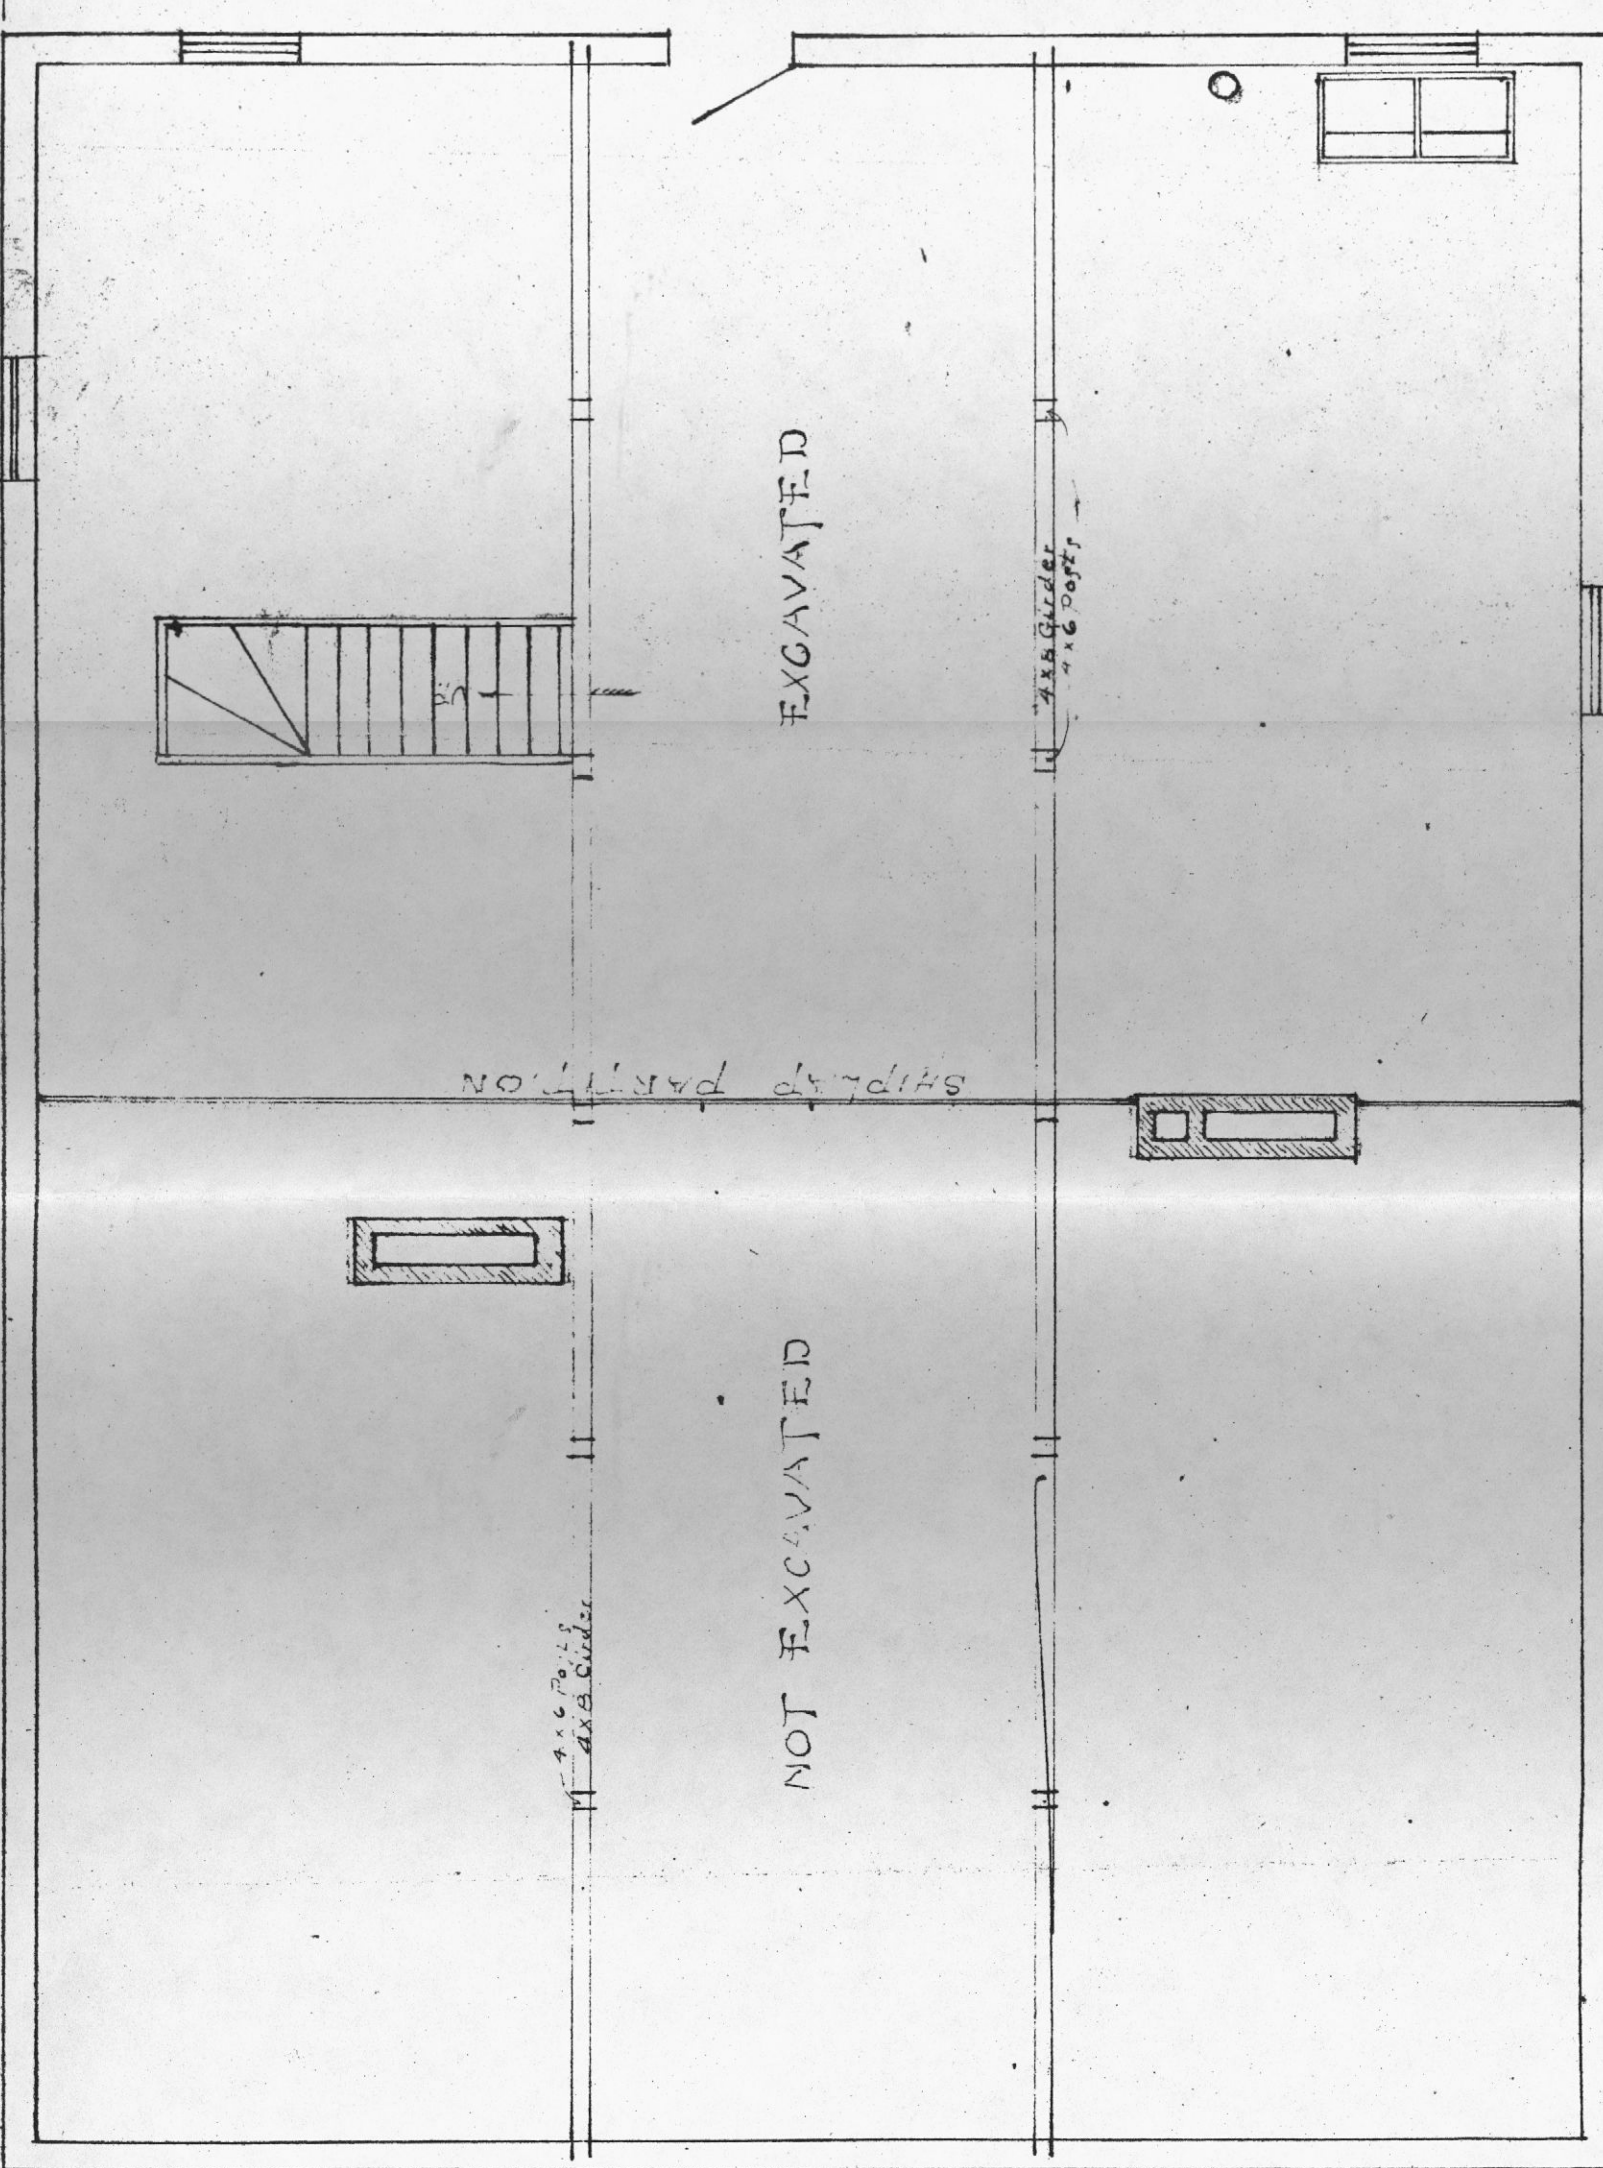 EXCAVATED
4x8 Girder
4x6 Posts
SHIPLAP PARTITION
NOT EXCAVATED
4x6 Posts
4x8 Girder